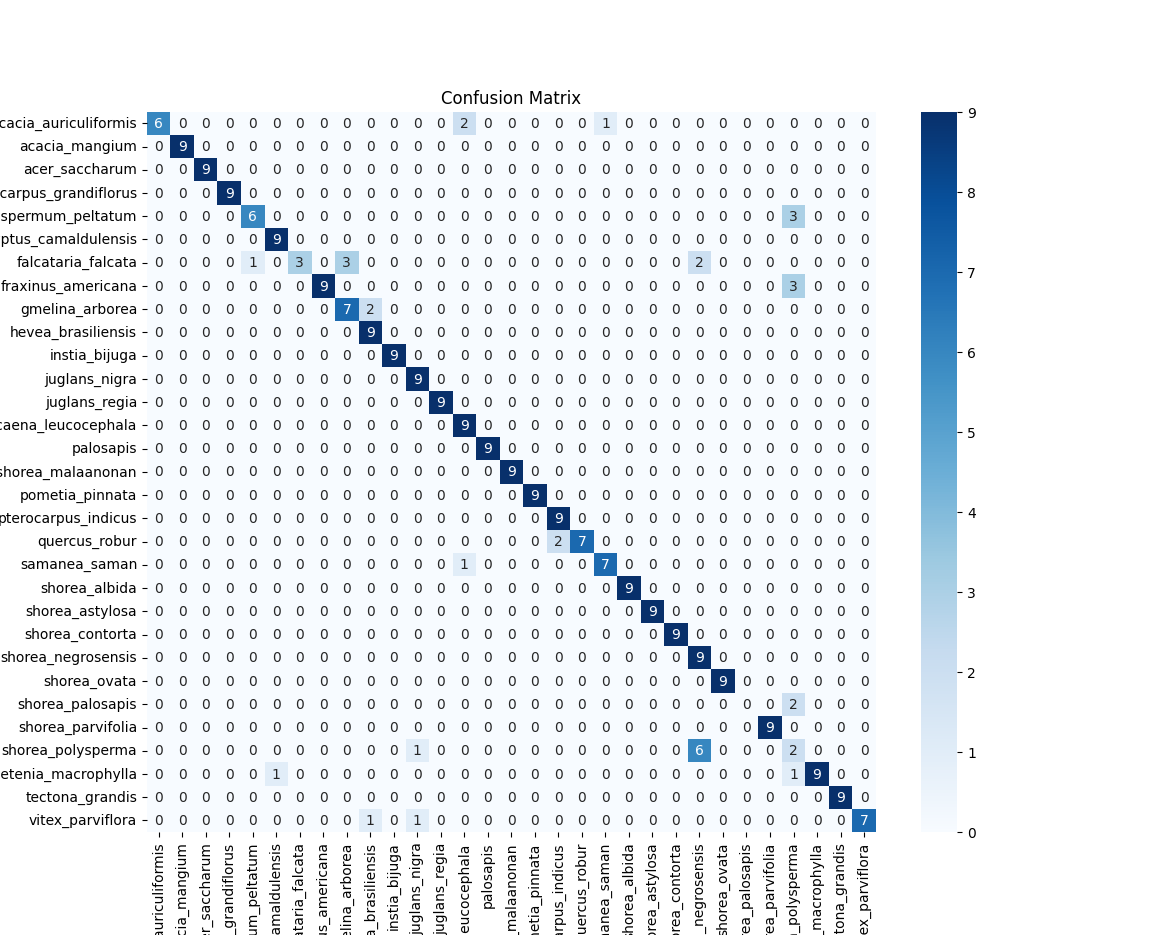 Confusion Matrix
cacia_auriculiformis 6 0 0 0 0 0 0 0 0 0 0 0 0 2 0 0 0 0 0 1 0 0 0 0 0 0 0 0 0 0 0
acacia_mangium 0 9 0 0 0 0 0 0 0 0 0 0 0 0 0 0 0 0 0 0 0 0 0 0 0 0 0 0 0 0 0
acer_saccharum 0 0 9 0 0 0 0 0 0 0 0 0 0 0 0 0 0 0 0 0 0 0 0 0 0 0 0 0 0 0 0
carpus_grandiflorus 0 0 0 9 0 0 0 0 0 0 0 0 0 0 0 0 0 0 0 0 0 0 0 0 0 0 0 0 0 0 0
spermum_peltatum 0 0 0 0 6 0 0 0 0 0 0 0 0 0 0 0 0 0 0 0 0 0 0 0 0 0 0 3 0 0 0
ptus_camaldulensis 0 0 0 0 0 9 0 0 0 0 0 0 0 0 0 0 0 0 0 0 0 0 0 0 0 0 0 0 0 0 0
falcataria_falcata 0 0 0 0 1 0 3 0 3 0 0 0 0 0 0 0 0 0 0 0 0 0 0 2 0 0 0 0 0 0 0
fraxinus_americana 0 0 0 0 0 0 0 9 0 0 0 0 0 0 0 0 0 0 0 0 0 0 0 0 0 0 0 3 0 0 0
gmelina_arborea 0 0 0 0 0 0 0 0 7 2 0 0 0 0 0 0 0 0 0 0 0 0 0 0 0 0 0 0 0 0 0
hevea_brasiliensis 0 0 0 0 0 0 0 0 0 9 0 0 0 0 0 0 0 0 0 0 0 0 0 0 0 0 0 0 0 0 0
instia_bijuga 0 0 0 0 0 0 0 0 0 0 9 0 0 0 0 0 0 0 0 0 0 0 0 0 0 0 0 0 0 0 0
juglans_nigra 0 0 0 0 0 0 0 0 0 0 0 9 0 0 0 0 0 0 0 0 0 0 0 0 0 0 0 0 0 0 0
juglans_regia 0 0 0 0 0 0 0 0 0 0 0 0 9 0 0 0 0 0 0 0 0 0 0 0 0 0 0 0 0 0 0
caena_leucocephala 0 0 0 0 0 0 0 0 0 0 0 0 0 9 0 0 0 0 0 0 0 0 0 0 0 0 0 0 0 0 0
palosapis 0 0 0 0 0 0 0 0 0 0 0 0 0 0 9 0 0 0 0 0 0 0 0 0 0 0 0 0 0 0 0
shorea_malaanonan 0 0 0 0 0 0 0 0 0 0 0 0 0 0 0 9 0 0 0 0 0 0 0 0 0 0 0 0 0 0 0
pometia_pinnata 0 0 0 0 0 0 0 0 0 0 0 0 0 0 0 0 9 0 0 0 0 0 0 0 0 0 0 0 0 0 0
pterocarpus_indicus 0 0 0 0 0 0 0 0 0 0 0 0 0 0 0 0 0 9 0 0 0 0 0 0 0 0 0 0 0 0 0
quercus_robur 0 0 0 0 0 0 0 0 0 0 0 0 0 0 0 0 0 2 7 0 0 0 0 0 0 0 0 0 0 0 0
samanea_saman 0 0 0 0 0 0 0 0 0 0 0 0 0 1 0 0 0 0 0 7 0 0 0 0 0 0 0 0 0 0 0
shorea_albida 0 0 0 0 0 0 0 0 0 0 0 0 0 0 0 0 0 0 0 0 9 0 0 0 0 0 0 0 0 0 0
shorea_astylosa 0 0 0 0 0 0 0 0 0 0 0 0 0 0 0 0 0 0 0 0 0 9 0 0 0 0 0 0 0 0 0
shorea_contorta 0 0 0 0 0 0 0 0 0 0 0 0 0 0 0 0 0 0 0 0 0 0 9 0 0 0 0 0 0 0 0
shorea_negrosensis 0 0 0 0 0 0 0 0 0 0 0 0 0 0 0 0 0 0 0 0 0 0 0 9 0 0 0 0 0 0 0
shorea_ovata 0 0 0 0 0 0 0 0 0 0 0 0 0 0 0 0 0 0 0 0 0 0 0 0 9 0 0 0 0 0 0
shorea_palosapis 0 0 0 0 0 0 0 0 0 0 0 0 0 0 0 0 0 0 0 0 0 0 0 0 0 0 0 2 0 0 0
shorea_parvifolia 0 0 0 0 0 0 0 0 0 0 0 0 0 0 0 0 0 0 0 0 0 0 0 0 0 0 9 0 0 0 0
shorea_polysperma 0 0 0 0 0 0 0 0 0 0 0 1 0 0 0 0 0 0 0 0 0 0 0 6 0 0 0 2 0 0 0
etenia_macrophylla 0 0 0 0 0 1 0 0 0 0 0 0 0 0 0 0 0 0 0 0 0 0 0 0 0 0 0 1 9 0 0
tectona_grandis 0 0 0 0 0 0 0 0 0 0 0 0 0 0 0 0 0 0 0 0 0 0 0 0 0 0 0 0 0 9 0
vitex_parviflora 0 0 0 0 0 0 0 0 0 1 0 1 0 0 0 0 0 0 0 0 0 0 0 0 0 0 0 0 0 0 7
auriculiformis
cia_mangium
er_saccharum
grandiflorus
um_peltatum
amaldulensis
ataria_falcata
us_americana
elina_arborea
a_brasiliensis
instia_bijuga
juglans_nigra
juglans_regia
eucocephala
palosapis
_malaanonan
netia_pinnata
arpus_indicus
uercus_robur
nanea_saman
shorea_albida
orea_astylosa
orea_contorta
_negrosensis
shorea_ovata
rea_palosapis
ea_parvifolia
_polysperma
_macrophylla
tona_grandis
ex_parviflora
9
8
7
6
5
4
3
2
1
0